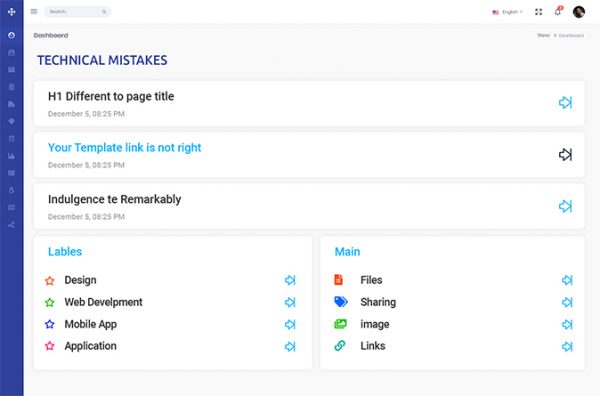 Search..
English
Dashboard
Dashboard
TECHNICAL MISTAKES
H1 Different to page title
December 5, 08:25 PM
Your Template link is not right
December 5, 08:25 PM
Indulgence te Remarkably
December 5, 08:25 PM
Lables
Main
Design
Files
Web Develpment
Sharing
Mobile App
image
Application
Links